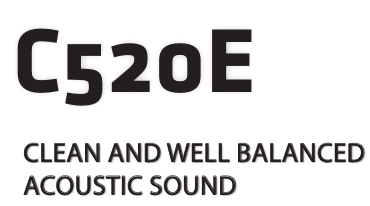 C520E
CLEAN AND WELL BALANCED
ACOUSTIC SOUND